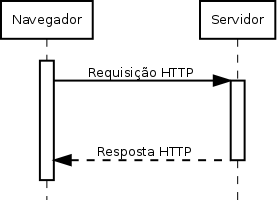 Navegador
Servidor
Requisição HTTP
Resposta HTTP